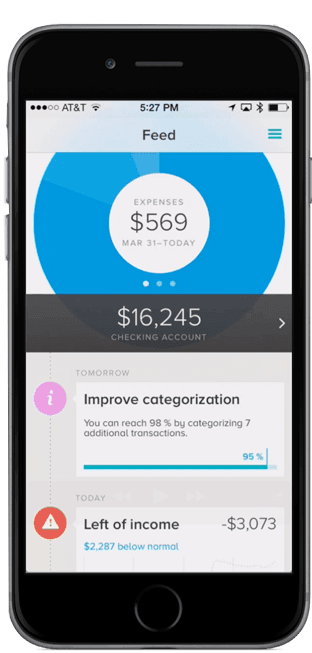 AT&T 5:27 PM
Feed
EXPENSES
$569
MAR 31–TODAY
$16,245
CHECKING ACCOUNT
TOMORROW
i
Improve categorization
You can reach 98 % by categorizing 7
additional transactions.
95 %
TODAY
Left of income -$3,073
$2,287 below normal